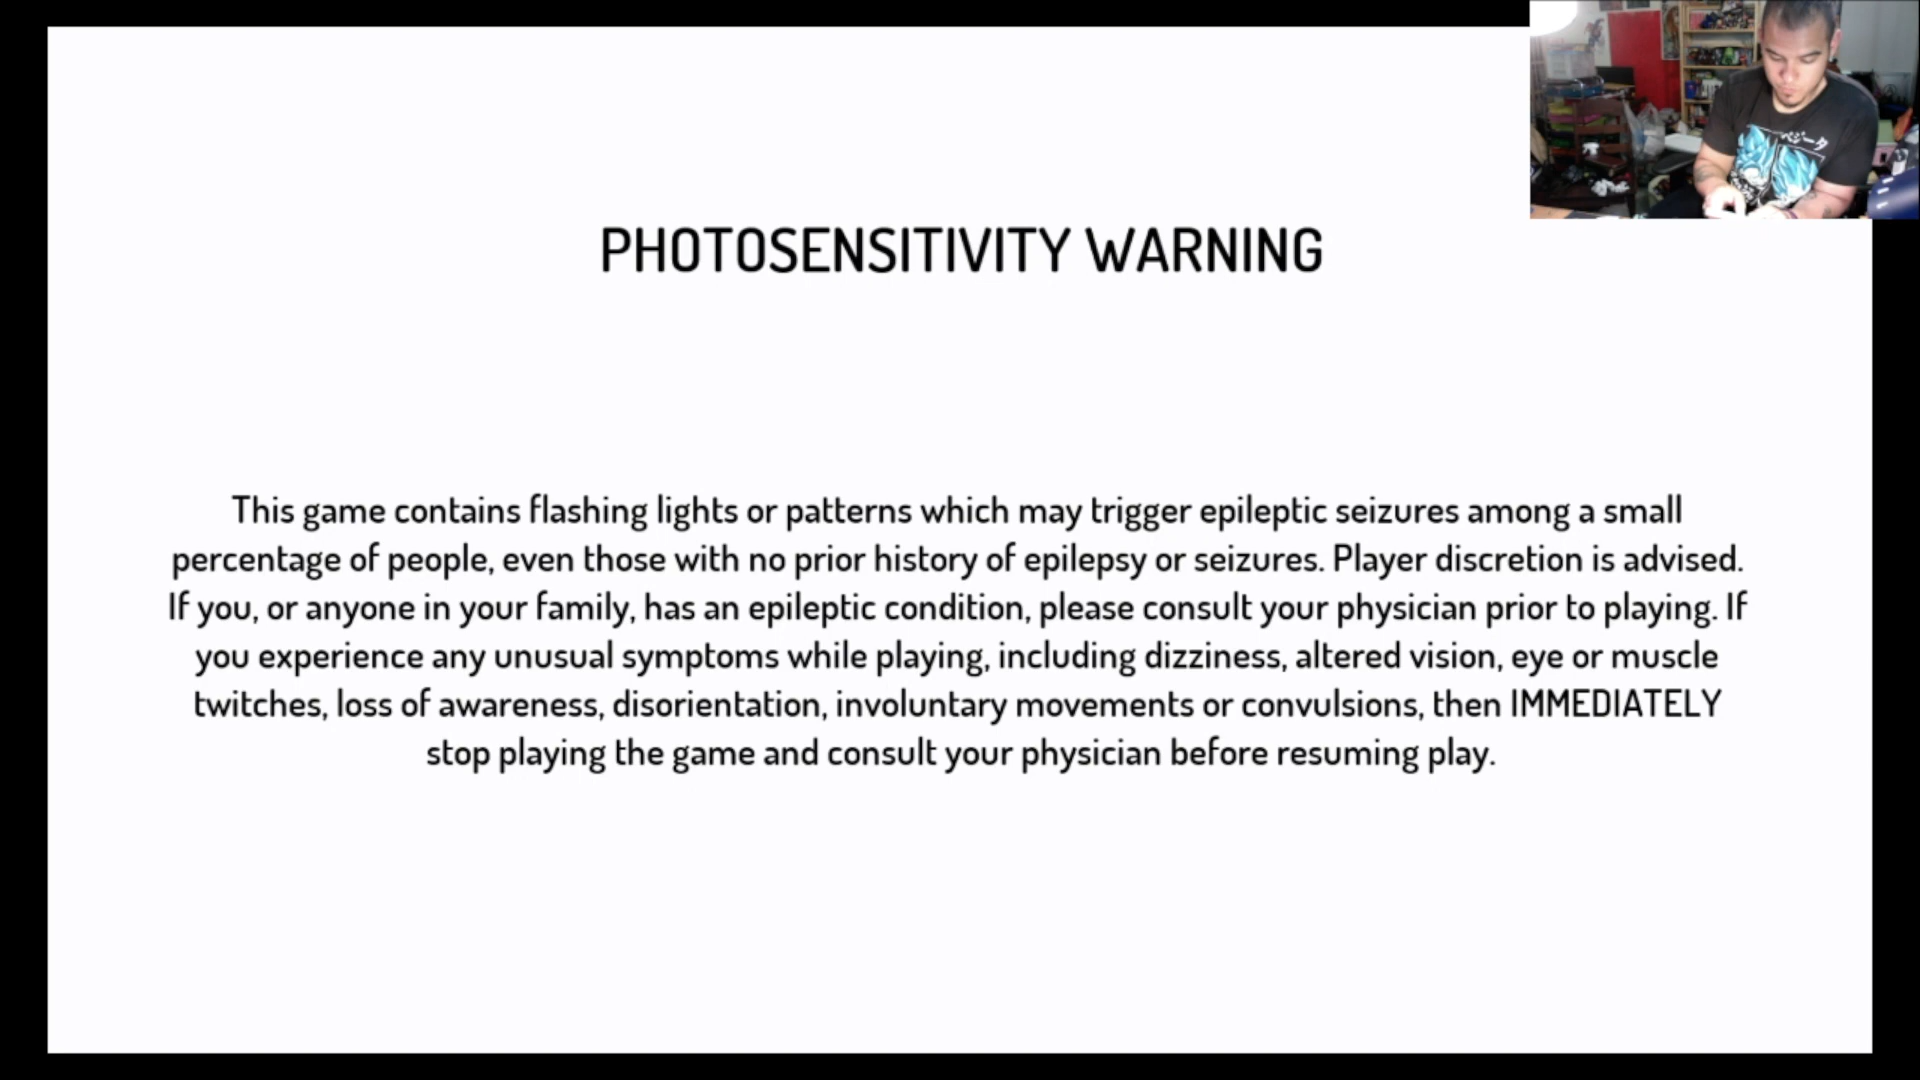 ベジータ
PHOTOSENSITIVITY WARNING
This game contains flashing lights or patterns which may trigger epileptic seizures among a small
percentage of people, even those with no prior history of epilepsy or seizures. Player discretion is advised.
If you, or anyone in your family, has an epileptic condition, please consult your physician prior to playing. If
you experience any unusual symptoms while playing, including dizziness, altered vision, eye or muscle
twitches, loss of awareness, disorientation, involuntary movements or convulsions, then IMMEDIATELY
stop playing the game and consult your physician before resuming play.